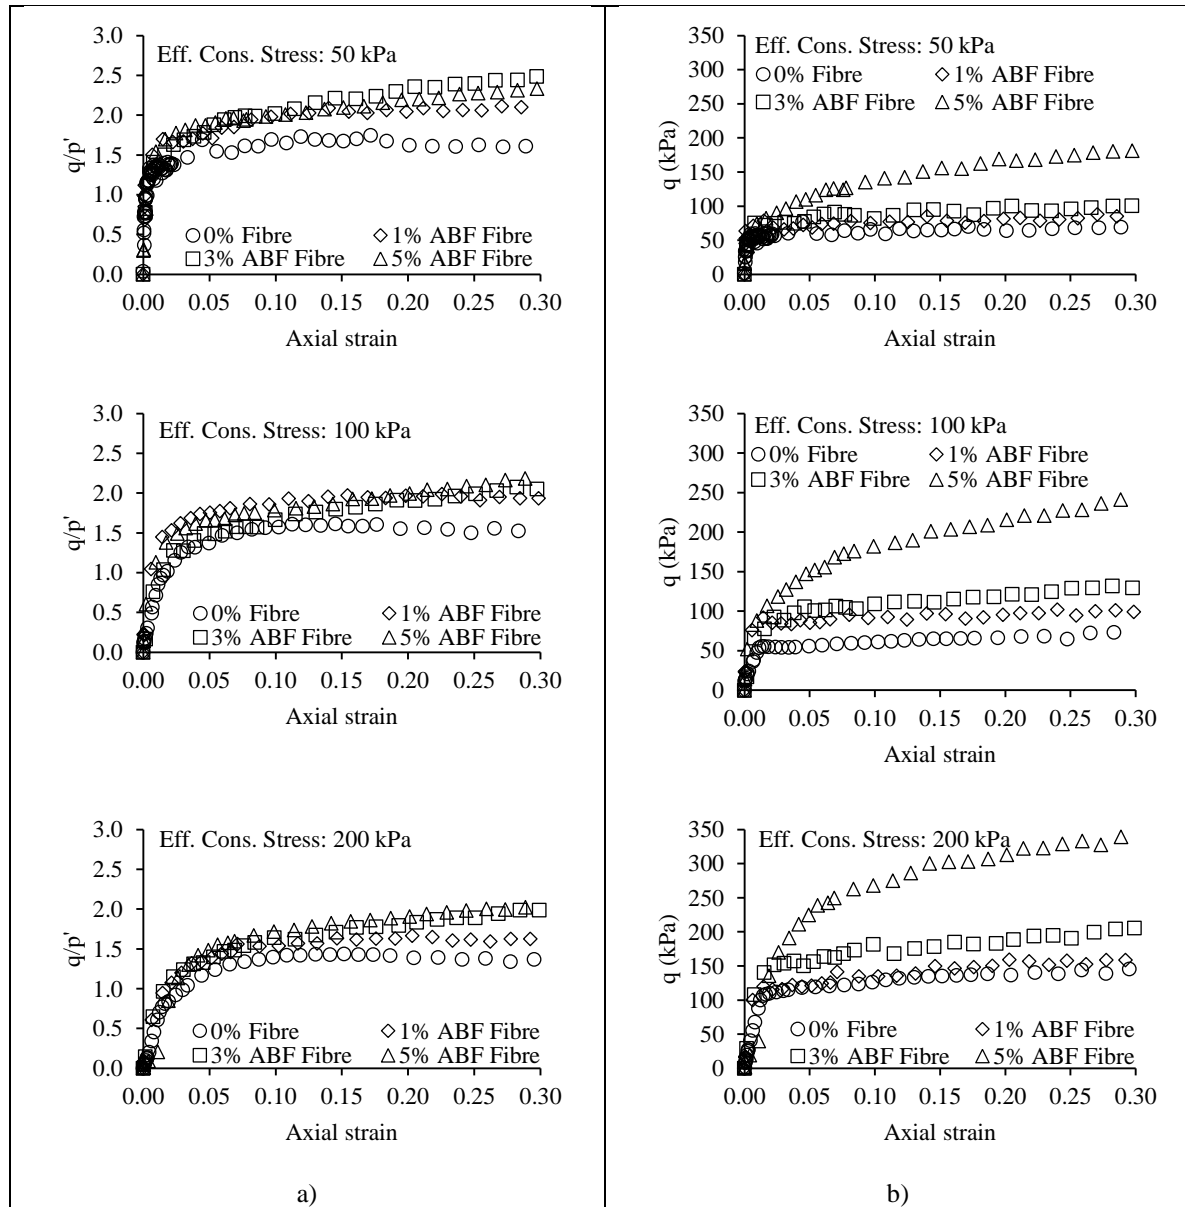 Eff. Cons. Stress: 50 kPa
3.0
2.5
2.0
1.5
1.0
0.5
0.0
q/p'
0% Fibre
1% ABF Fibre
3% ABF Fibre
5% ABF Fibre
0.00 0.05 0.10 0.15 0.20 0.25 0.30
Axial strain
Eff. Cons. Stress: 100 kPa
3.0
2.5
2.0
1.5
1.0
0.5
0.0
q/p'
0% Fibre
1% ABF Fibre
3% ABF Fibre
5% ABF Fibre
0.00 0.05 0.10 0.15 0.20 0.25 0.30
Axial strain
Eff. Cons. Stress: 200 kPa
3.0
2.5
2.0
1.5
1.0
0.5
0.0
q/p'
0% Fibre
1% ABF Fibre
3% ABF Fibre
5% ABF Fibre
0.00 0.05 0.10 0.15 0.20 0.25 0.30
Axial strain
a)
Eff. Cons. Stress: 50 kPa
0% Fibre
1% ABF Fibre
3% ABF Fibre
5% ABF Fibre
350
300
250
200
150
100
50
0
q (kPa)
0.00 0.05 0.10 0.15 0.20 0.25 0.30
Axial strain
Eff. Cons. Stress: 100 kPa
0% Fibre
1% ABF Fibre
3% ABF Fibre
5% ABF Fibre
350
300
250
200
150
100
50
0
q (kPa)
0.00 0.05 0.10 0.15 0.20 0.25 0.30
Axial strain
Eff. Cons. Stress: 200 kPa
350
300
250
200
150
100
50
0
q (kPa)
0% Fibre
1% ABF Fibre
3% ABF Fibre
5% ABF Fibre
0.00 0.05 0.10 0.15 0.20 0.25 0.30
Axial strain
b)